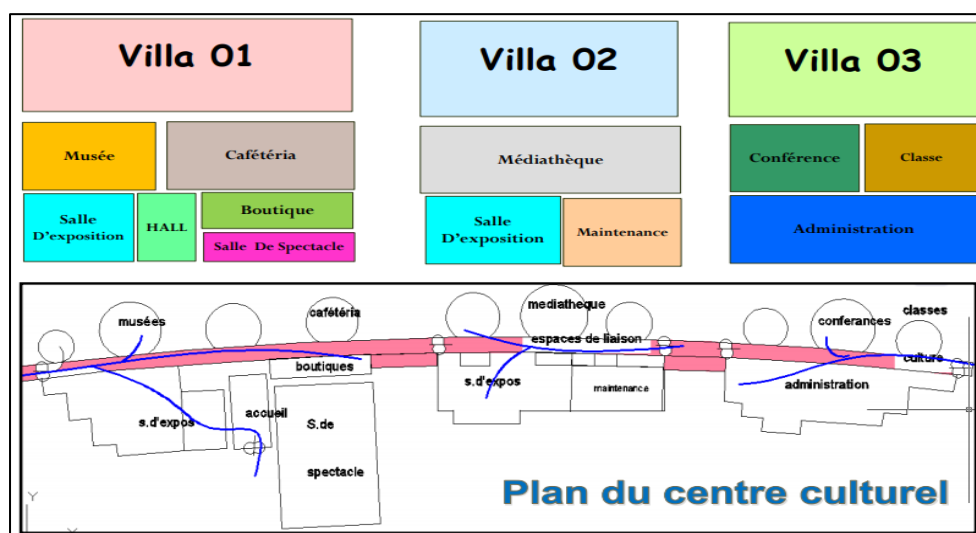 Villa 01
Villa 02
Villa 03
Musée
Cafétéria
Médiathèque
Conférence
Classe
Salle
D'exposition
HALL
Boutique
Salle De Spectacle
Salle
D'exposition
Maintenance
Administration
musées
cafétéria
mediatheque
classes
conferances
espaces de liaison
boutiques
culture
s.d'expos
maintenance
administration
accueil
s.d'expos
S.de
spectacle
Plan du centre culturel
Y
X